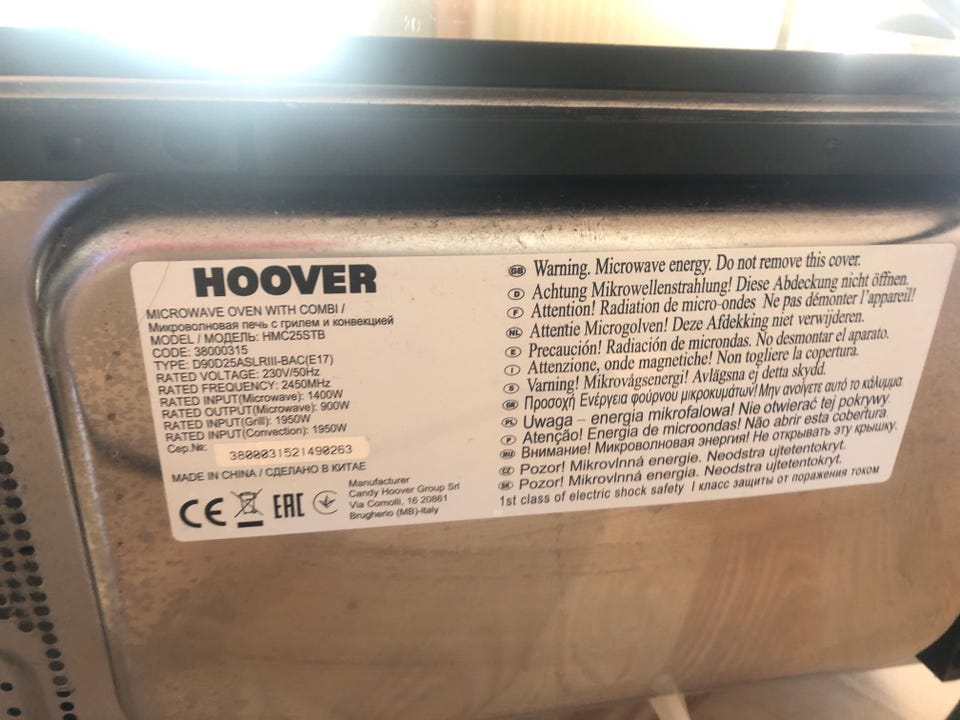 HOOVER
MICROWAVE OVEN WITH COMBI /
Микроволновая печь с грилем и конвекцией
MODEL / МОДЕЛЬ: HMC25STB
CODE: 38000315
TYPE: D90D25ASLRIII-BAC(E17)
RATED VOLTAGE: 230V/50Hz
RATED FREQUENCY: 2450MHz
RATED INPUT(Microwave): 1400W
RATED OUTPUT(Microwave): 900W
RATED INPUT(Grill): 1950W
RATED INPUT(Convection): 1950W
Сер.№: 3800031521490263
MADE IN CHINA / СДЕЛАНО В КИТАЕ
CE EAC
Manufacturer
Candy Hoover Group Srl
Via Comolli, 16 20861
Brugherio (MB)-Italy
GB Warning. Microwave energy. Do not remove this cover.
D Achtung Mikrowellenstrahlung! Diese Abdeckung nicht öffnen.
F Attention! Radiation de micro-ondes Ne pas démonter l'appareil!
NL Attentie Microgolven! Deze Afdekking niet verwijderen.
E Precaución! Radiación de microndas. No desmontar el aparato.
I Attenzione, onde magnetiche! Non togliere la copertura.
S Varning! Mikrovågsenergi! Avlägsna ej detta skydd.
GR Προσοχή Ενέργεια φούρνου μικροκυμάτων! Μην ανοίγετε αυτό το κάλυμμα.
PL Uwaga – energia mikrofalowa! Nie otwierać tej pokrywy.
P Atenção! Energia de microondas! Não abrir esta cobertura.
RU Внимание! Микроволновая энергия! Не открывать эту крышку.
CZ Pozor! Mikrovlnná energie. Neodstra ujtetentokryt.
SK Pozor! Mikrovlnná energia. Neodstra ujtetentokryt.
1st class of electric shock safety I класс защиты от поражения током